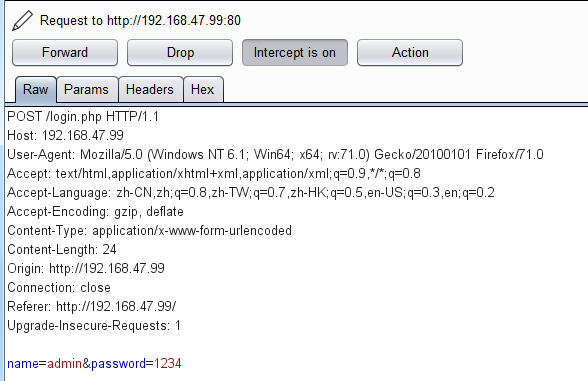 Request to http://192.168.47.99:80
Forward Drop Intercept is on Action
Raw Params Headers Hex
POST /login.php HTTP/1.1
Host: 192.168.47.99
User-Agent: Mozilla/5.0 (Windows NT 6.1; Win64; x64; rv:71.0) Gecko/20100101 Firefox/71.0
Accept: text/html,application/xhtml+xml,application/xml;q=0.9,*/*;q=0.8
Accept-Language: zh-CN,zh;q=0.8,zh-TW;q=0.7,zh-HK;q=0.5,en-US;q=0.3,en;q=0.2
Accept-Encoding: gzip, deflate
Content-Type: application/x-www-form-urlencoded
Content-Length: 24
Origin: http://192.168.47.99
Connection: close
Referer: http://192.168.47.99/
Upgrade-Insecure-Requests: 1
name=admin&password=1234